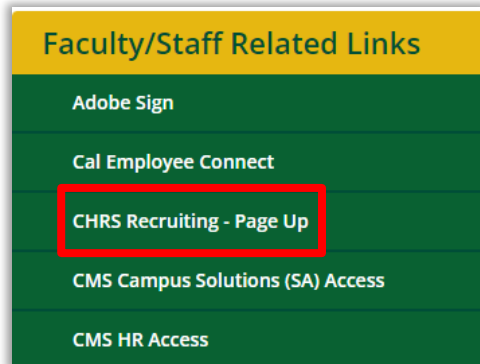 Faculty/Staff Related Links
Adobe Sign
Cal Employee Connect
CHRS Recruiting - Page Up
CMS Campus Solutions (SA) Access
CMS HR Access